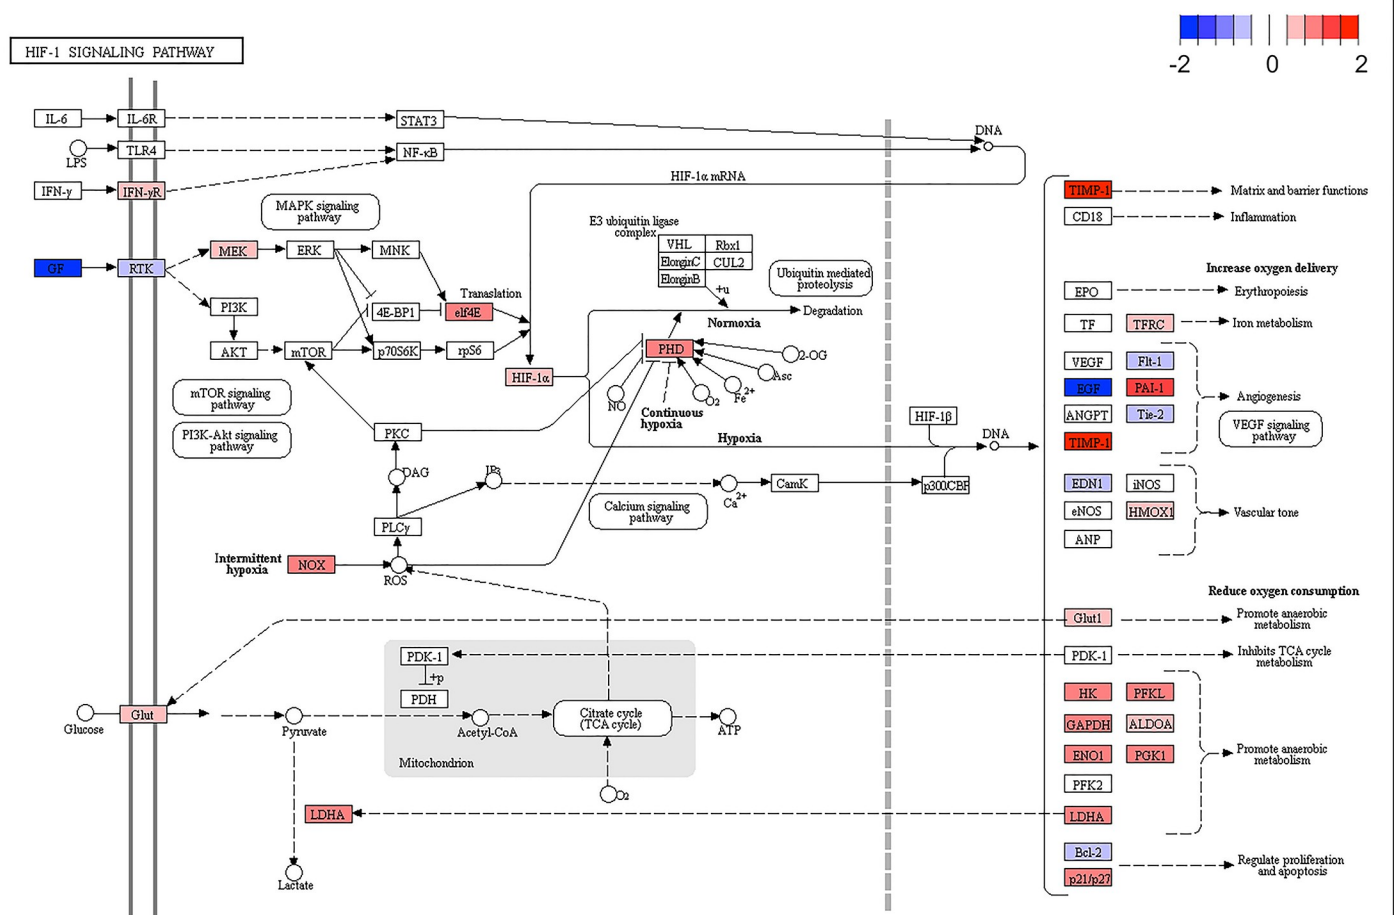 HIF-1 SIGNALING PATHWAY
-2
0
2
IL-6
IL-6R
STAT3
DNA
LPS
TLR4
NF-κB
IFN-γ
IFN-γR
HIF-1α mRNA
TIMP-1
Matrix and barrier functions
CD18
Inflammation
MAPK signaling
pathway
E3 ubiquitin ligase
complex
VHL
Rbx1
ElonginC
CUL2
ElonginB
+u
Ubiquitin mediated
proteolysis
GF
RTK
MEK
ERK
MNK
Increase oxygen delivery
EPO
Erythropoiesis
PI3K
4E-BP1
Translation
elf4E
Normoxia
Degradation
TF
TFRC
Iron metabolism
AKT
mTOR
p70S6K
rpS6
PHD
2-OG
Asc
Fe2+
O2
NO
HIF-1α
Continuous
hypoxia
VEGF
Flt-1
EGF
PAI-1
Angiogenesis
ANGPT
Tie-2
TIMP-1
VEGF signaling
pathway
mTOR signaling
pathway
PI3K-Akt signaling
pathway
PKC
Hypoxia
HIF-1β
DNA
DAG
IP3
Ca2+
CamK
p300/CBP
EDN1
iNOS
eNOS
HMOX1
Vascular tone
ANP
Calcium signaling
pathway
PLCγ
Intermittent
hypoxia
NOX
ROS
Reduce oxygen consumption
Glut1
Promote anaerobic
metabolism
PDK-1
+p
PDH
PDK-1
Inhibits TCA cycle
metabolism
Glucose
Glut
Pyruvate
Acetyl-CoA
Citrate cycle
(TCA cycle)
ATP
Mitochondrion
O2
HK
PFKL
GAPDH
ALDOA
ENO1
PGK1
Promote anaerobic
metabolism
PFK2
LDHA
LDHA
Lactate
Bcl-2
p21/p27
Regulate proliferation
and apoptosis